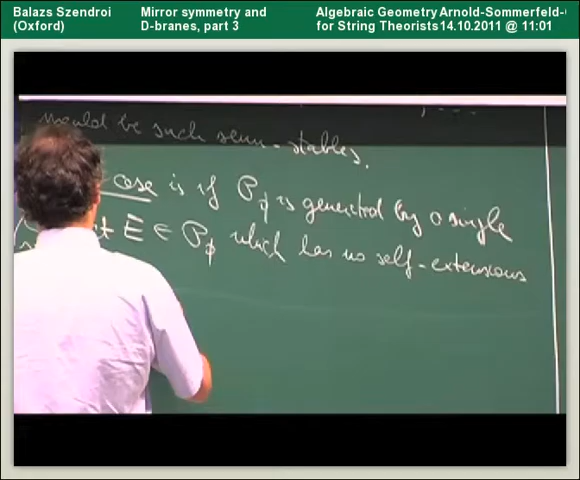 Balazs Szendroi
(Oxford)
Mirror symmetry and
D-branes, part 3
Algebraic Geometry
for String Theorists
Arnold-Sommerfeld-
14.10.2011 @ 11:01
would be such semi-stables.
case is if P_ϕ is generated by a single
E ∈ P_ϕ which has no self-extensions